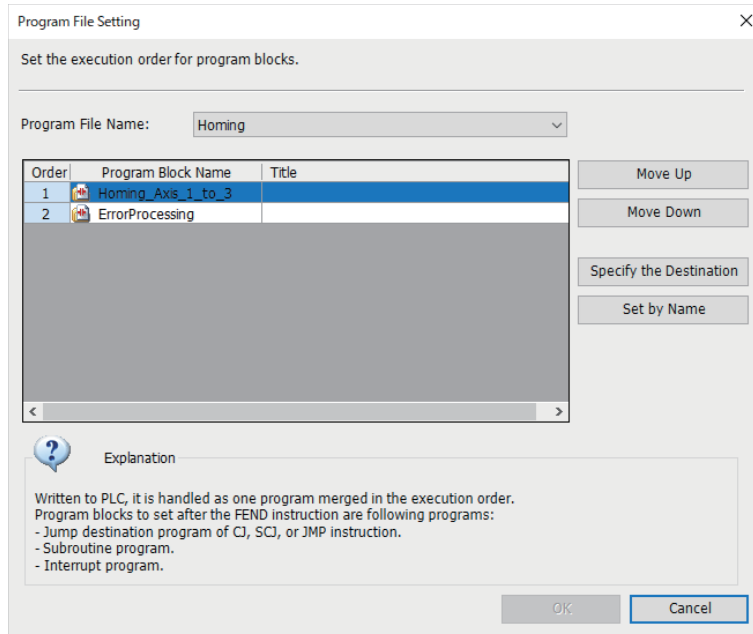 Program File Setting
Set the execution order for program blocks.
Program File Name: Homing
Order Program Block Name Title
1 Homing_Axis_1_to_3
2 ErrorProcessing
Move Up
Move Down
Specify the Destination
Set by Name
Explanation
Written to PLC, it is handled as one program merged in the execution order.
Program blocks to set after the FEND instruction are following programs:
- Jump destination program of CJ, SCJ, or JMP instruction.
- Subroutine program.
- Interrupt program.
OK Cancel